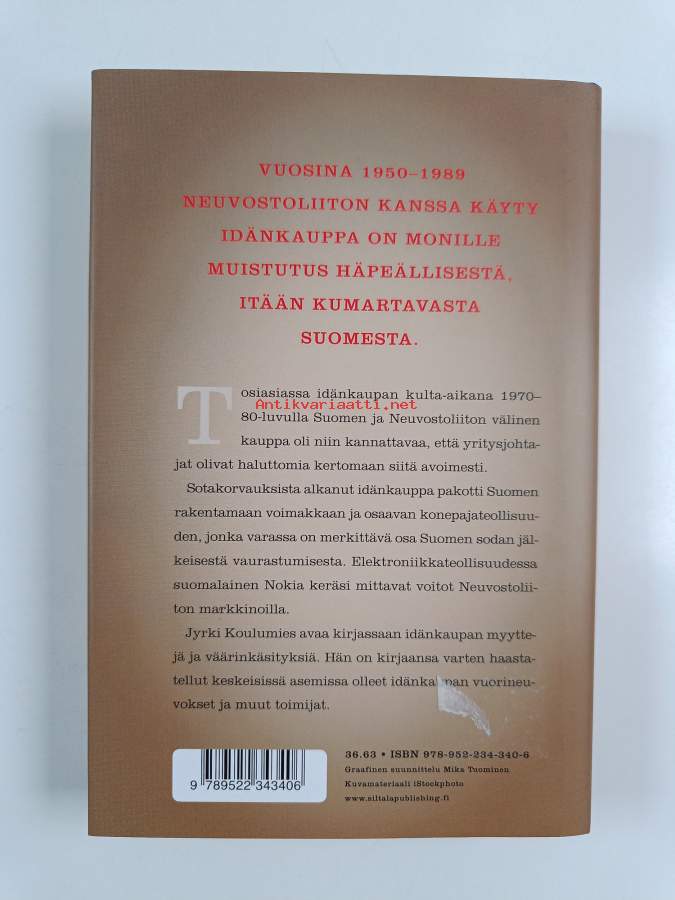 VUOSINA 1950–1989
NEUVOSTOLIITON KANSSA KÄYTY
IDÄNKAUPPA ON MONILLE
MUISTUTUS HÄPEÄLLISESTÄ,
ITÄÄN KUMARTAVASTA
SUOMESTA.
Tosiasiassa idänkaupan kulta-aikana 1970–
Antikvariaatti.net
80-luvulla Suomen ja Neuvostoliiton välinen
kauppa oli niin kannattavaa, että yritysjohta-
jat olivat haluttomia kertomaan siitä avoimesti.
Sotakorvauksista alkanut idänkauppa pakotti Suomen
rakentamaan voimakkaan ja osaavan konepajateollisuu-
den, jonka varassa on merkittävä osa Suomen sodan jäl-
keisestä vaurastumisesta. Elektroniikkateollisuudessa
suomalainen Nokia keräsi mittavat voitot Neuvostolii-
ton markkinoilla.
Jyrki Koulumies avaa kirjassaan idänkaupan myytte-
jä ja väärinkäsityksiä. Hän on kirjaansa varten haasta-
tellut keskeisissä asemissa olleet idänkaupan vuorineu-
vokset ja muut toimijat.
36.63 • ISBN 978-952-234-340-6
Graafinen suunnittelu Mika Tuominen
Kuvamateriaali iStockphoto
www.siltalapublishing.fi
9 789522 343406